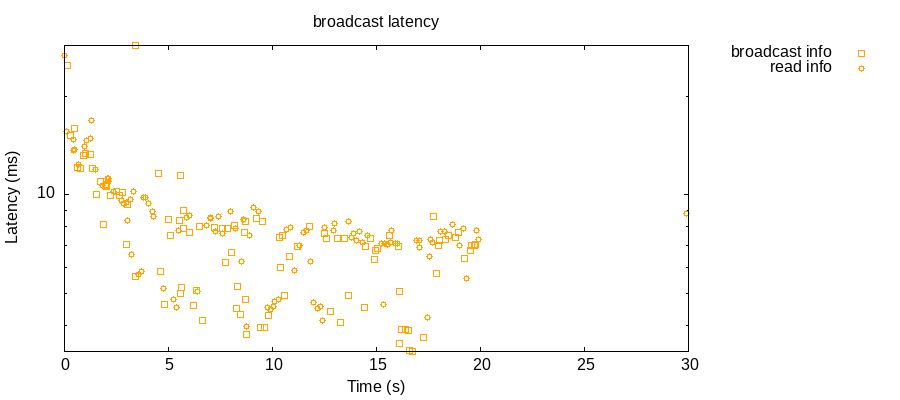 broadcast latency
broadcast info
read info
10
Latency (ms)
0 5 10 15 20 25 30
Time (s)